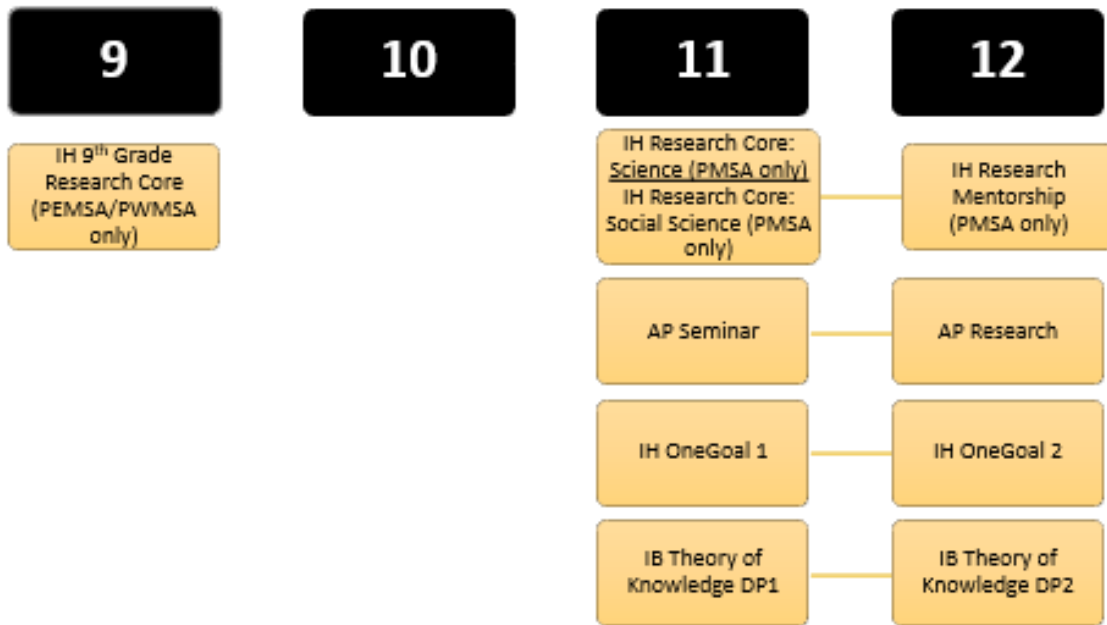 9
10
11
12
IH 9th Grade
Research Core
(PEMSA/PWMSA
only)
IH Research Core:
Science (PMSA only)
IH Research Core:
Social Science (PMSA
only)
IH Research
Mentorship
(PMSA only)
AP Seminar
AP Research
IH OneGoal 1
IH OneGoal 2
IB Theory of
Knowledge DP1
IB Theory of
Knowledge DP2